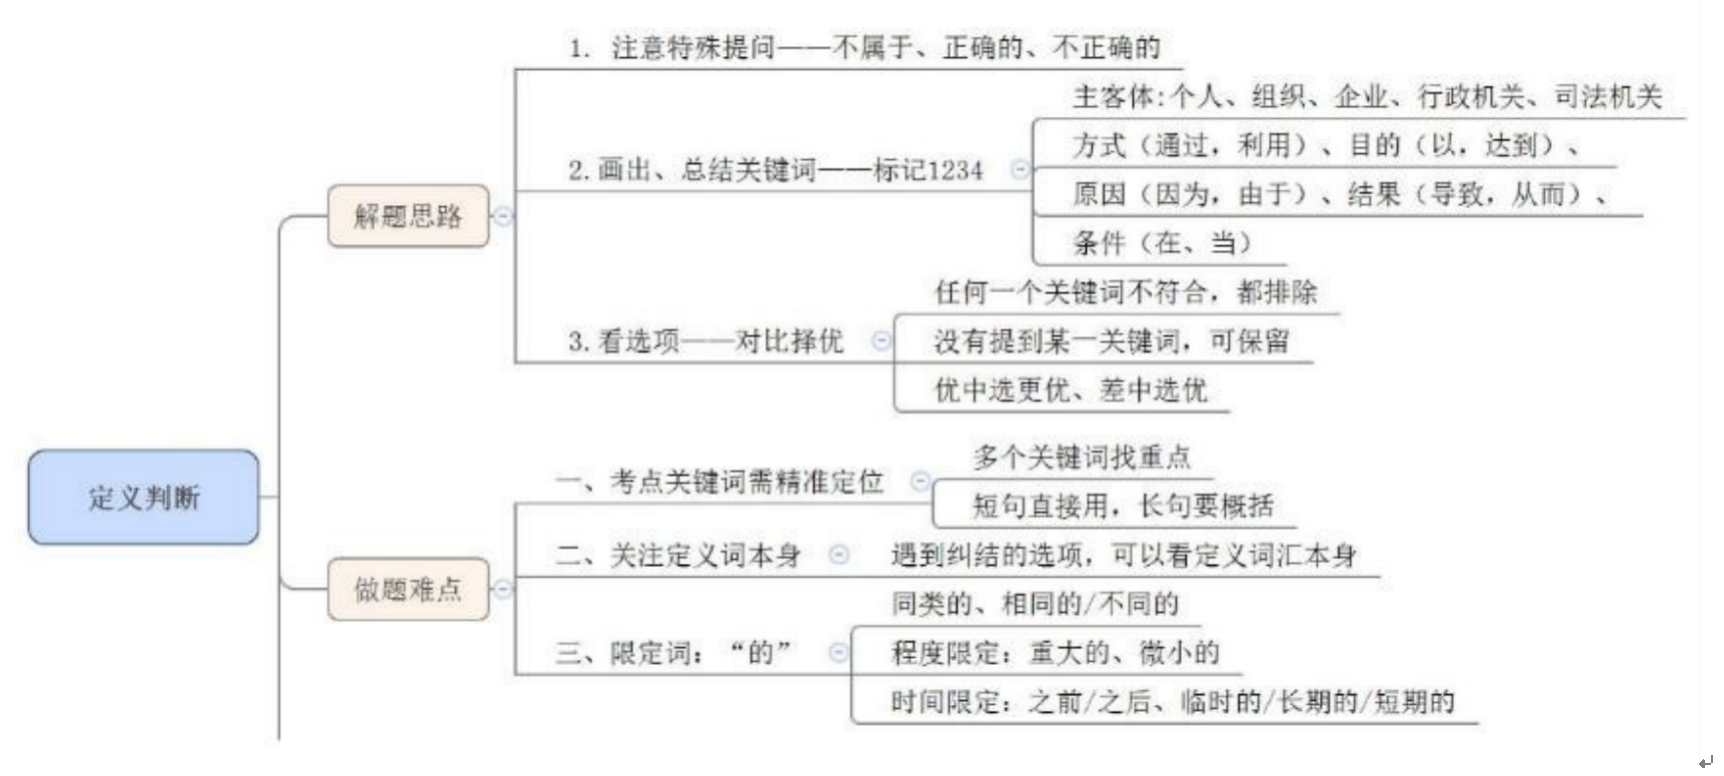 定义判断
解题思路
1. 注意特殊提问——不属于、正确的、不正确的
2.画出、总结关键词——标记1234
主客体:个人、组织、企业、行政机关、司法机关
方式（通过，利用）、目的（以，达到）、
原因（因为，由于）、结果（导致，从而）、
条件（在、当）
3.看选项——对比择优
任何一个关键词不符合，都排除
没有提到某一关键词，可保留
优中选更优、差中选优
做题难点
一、考点关键词需精准定位
多个关键词找重点
短句直接用，长句要概括
二、关注定义词本身
遇到纠结的选项，可以看定义词汇本身
三、限定词：“的”
同类的、相同的/不同的
程度限定：重大的、微小的
时间限定：之前/之后、临时的/长期的/短期的